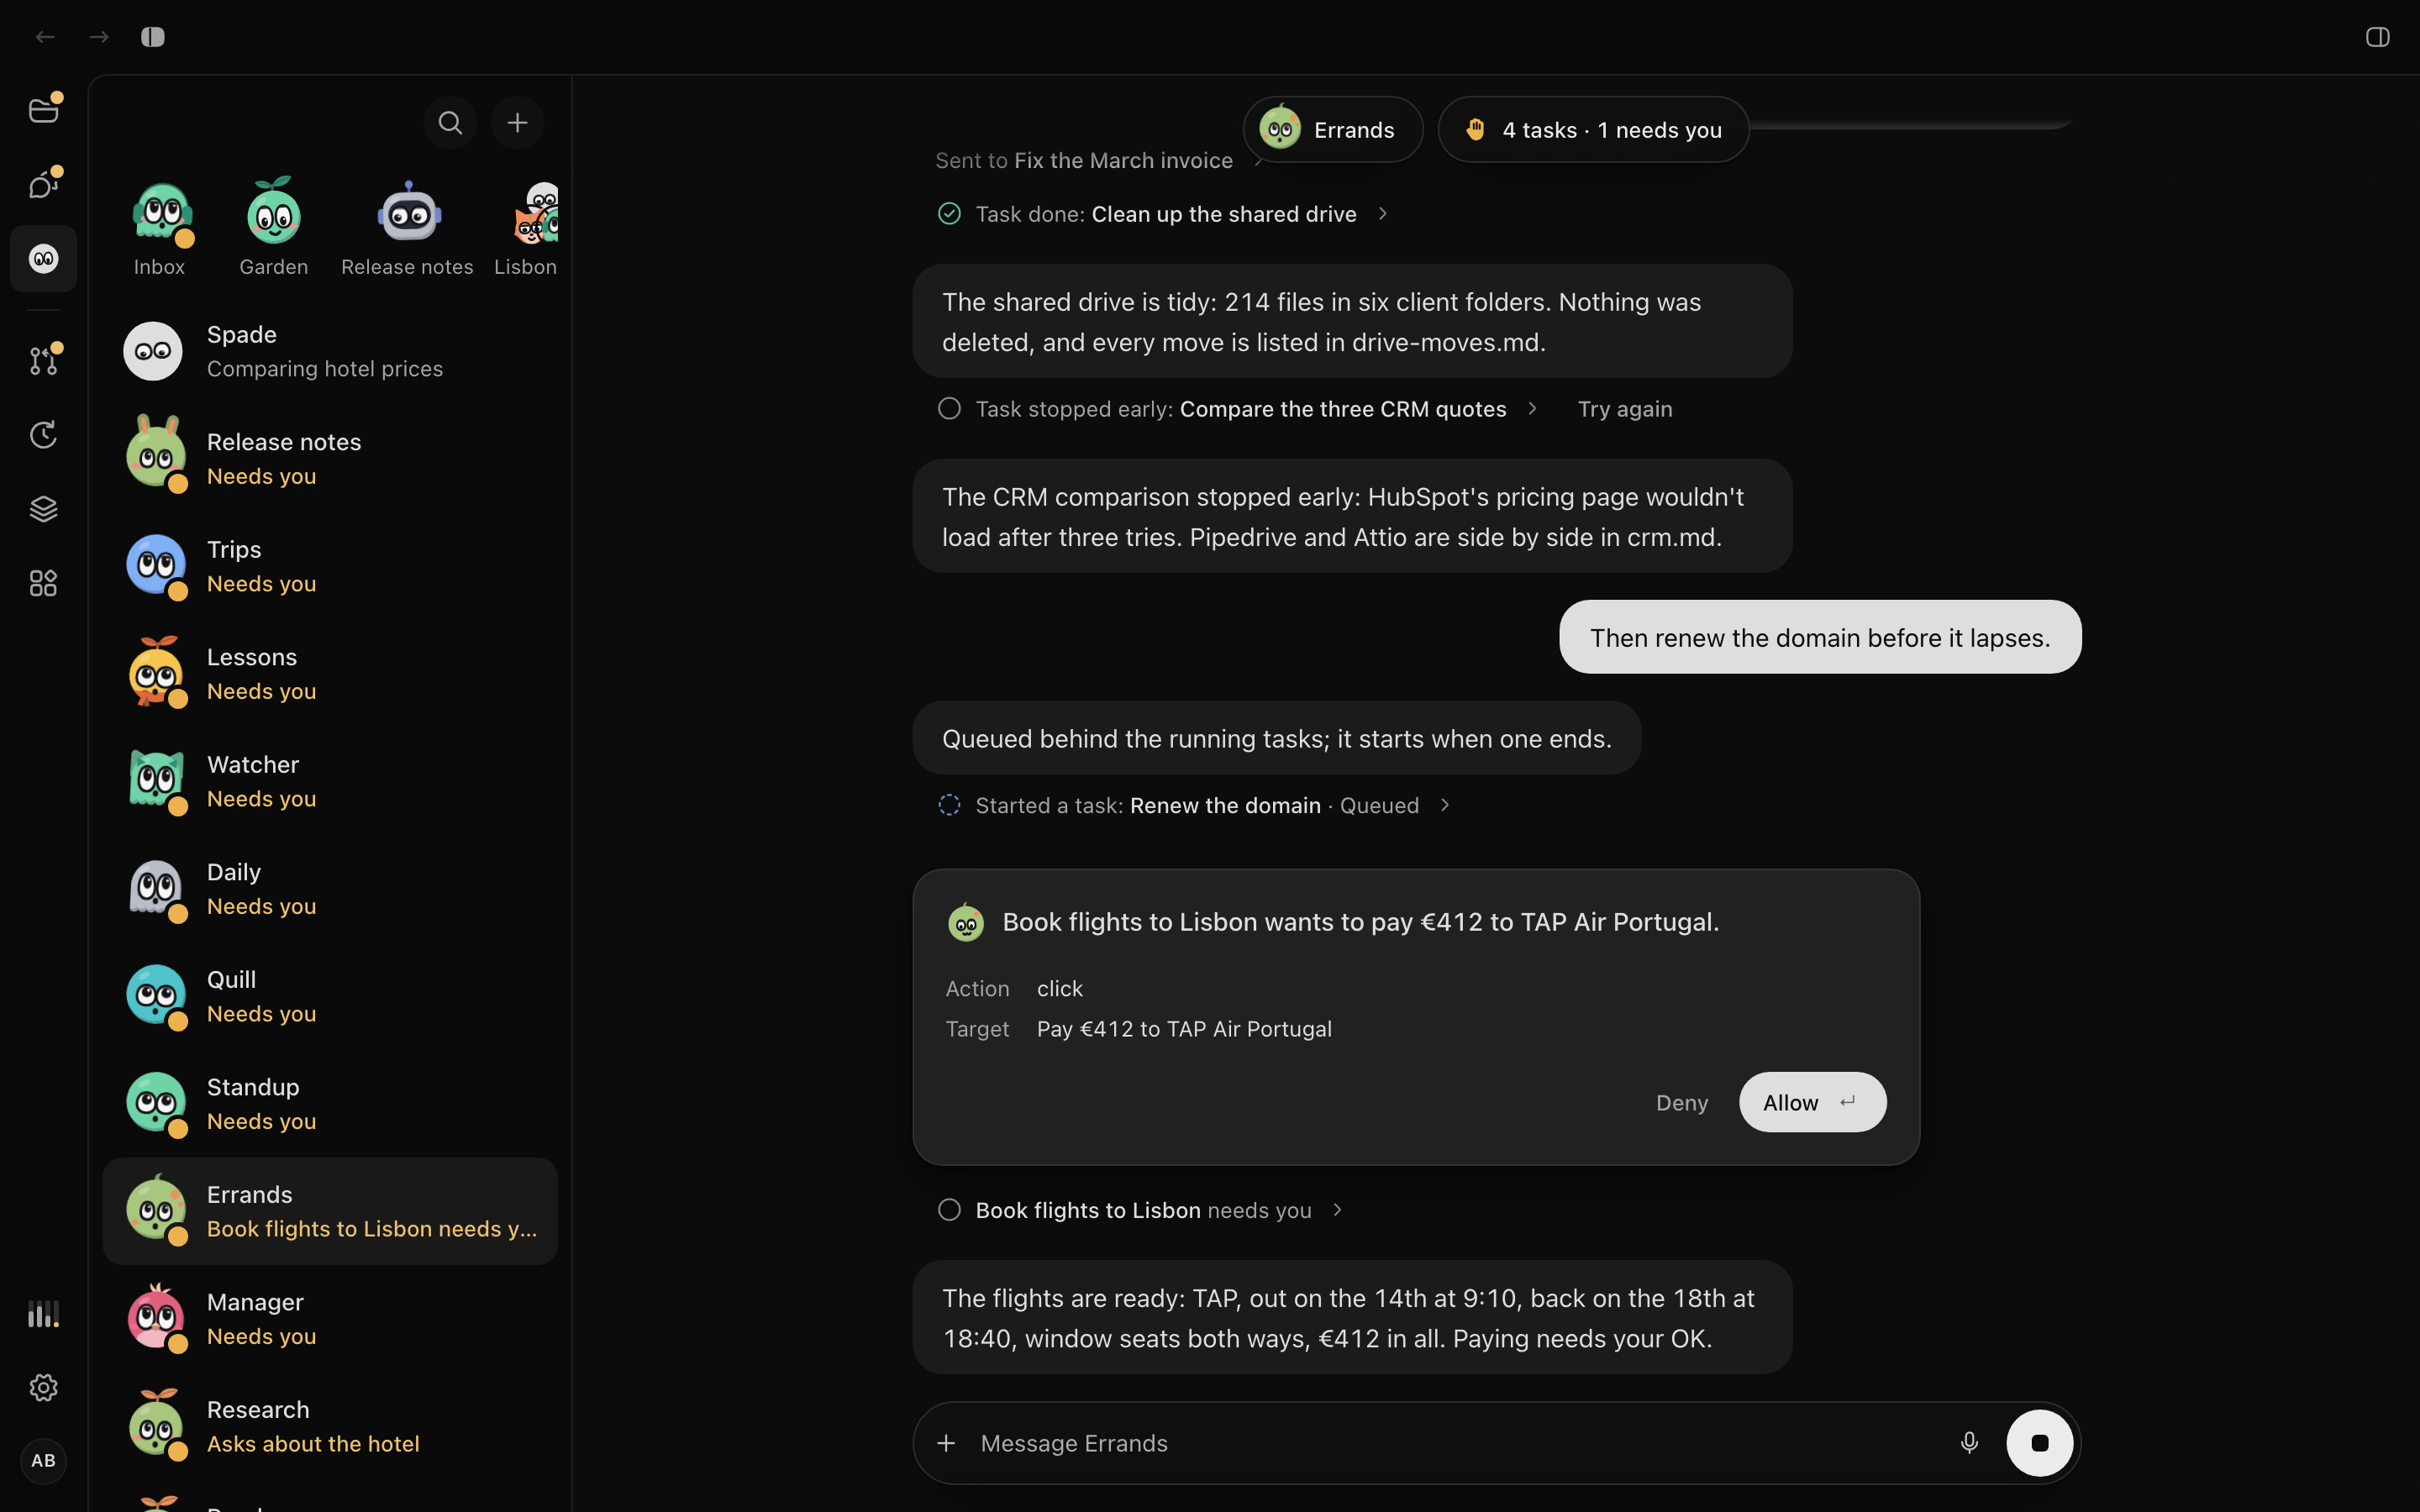 Inbox
Garden
Release notes
Lisbon
Spade
Comparing hotel prices
Release notes
Needs you
Trips
Needs you
Lessons
Needs you
Watcher
Needs you
Daily
Needs you
Quill
Needs you
Standup
Needs you
Errands
Book flights to Lisbon needs y...
Manager
Needs you
Research
Asks about the hotel
AB
Errands
4 tasks · 1 needs you
Sent to Fix the March invoice
Task done: Clean up the shared drive
The shared drive is tidy: 214 files in six client folders. Nothing was
deleted, and every move is listed in drive-moves.md.
Task stopped early: Compare the three CRM quotes
Try again
The CRM comparison stopped early: HubSpot's pricing page wouldn't
load after three tries. Pipedrive and Attio are side by side in crm.md.
Then renew the domain before it lapses.
Queued behind the running tasks; it starts when one ends.
Started a task: Renew the domain · Queued
Book flights to Lisbon wants to pay €412 to TAP Air Portugal.
Action click
Target Pay €412 to TAP Air Portugal
Deny
Allow
Book flights to Lisbon needs you
The flights are ready: TAP, out on the 14th at 9:10, back on the 18th at
18:40, window seats both ways, €412 in all. Paying needs your OK.
Message Errands